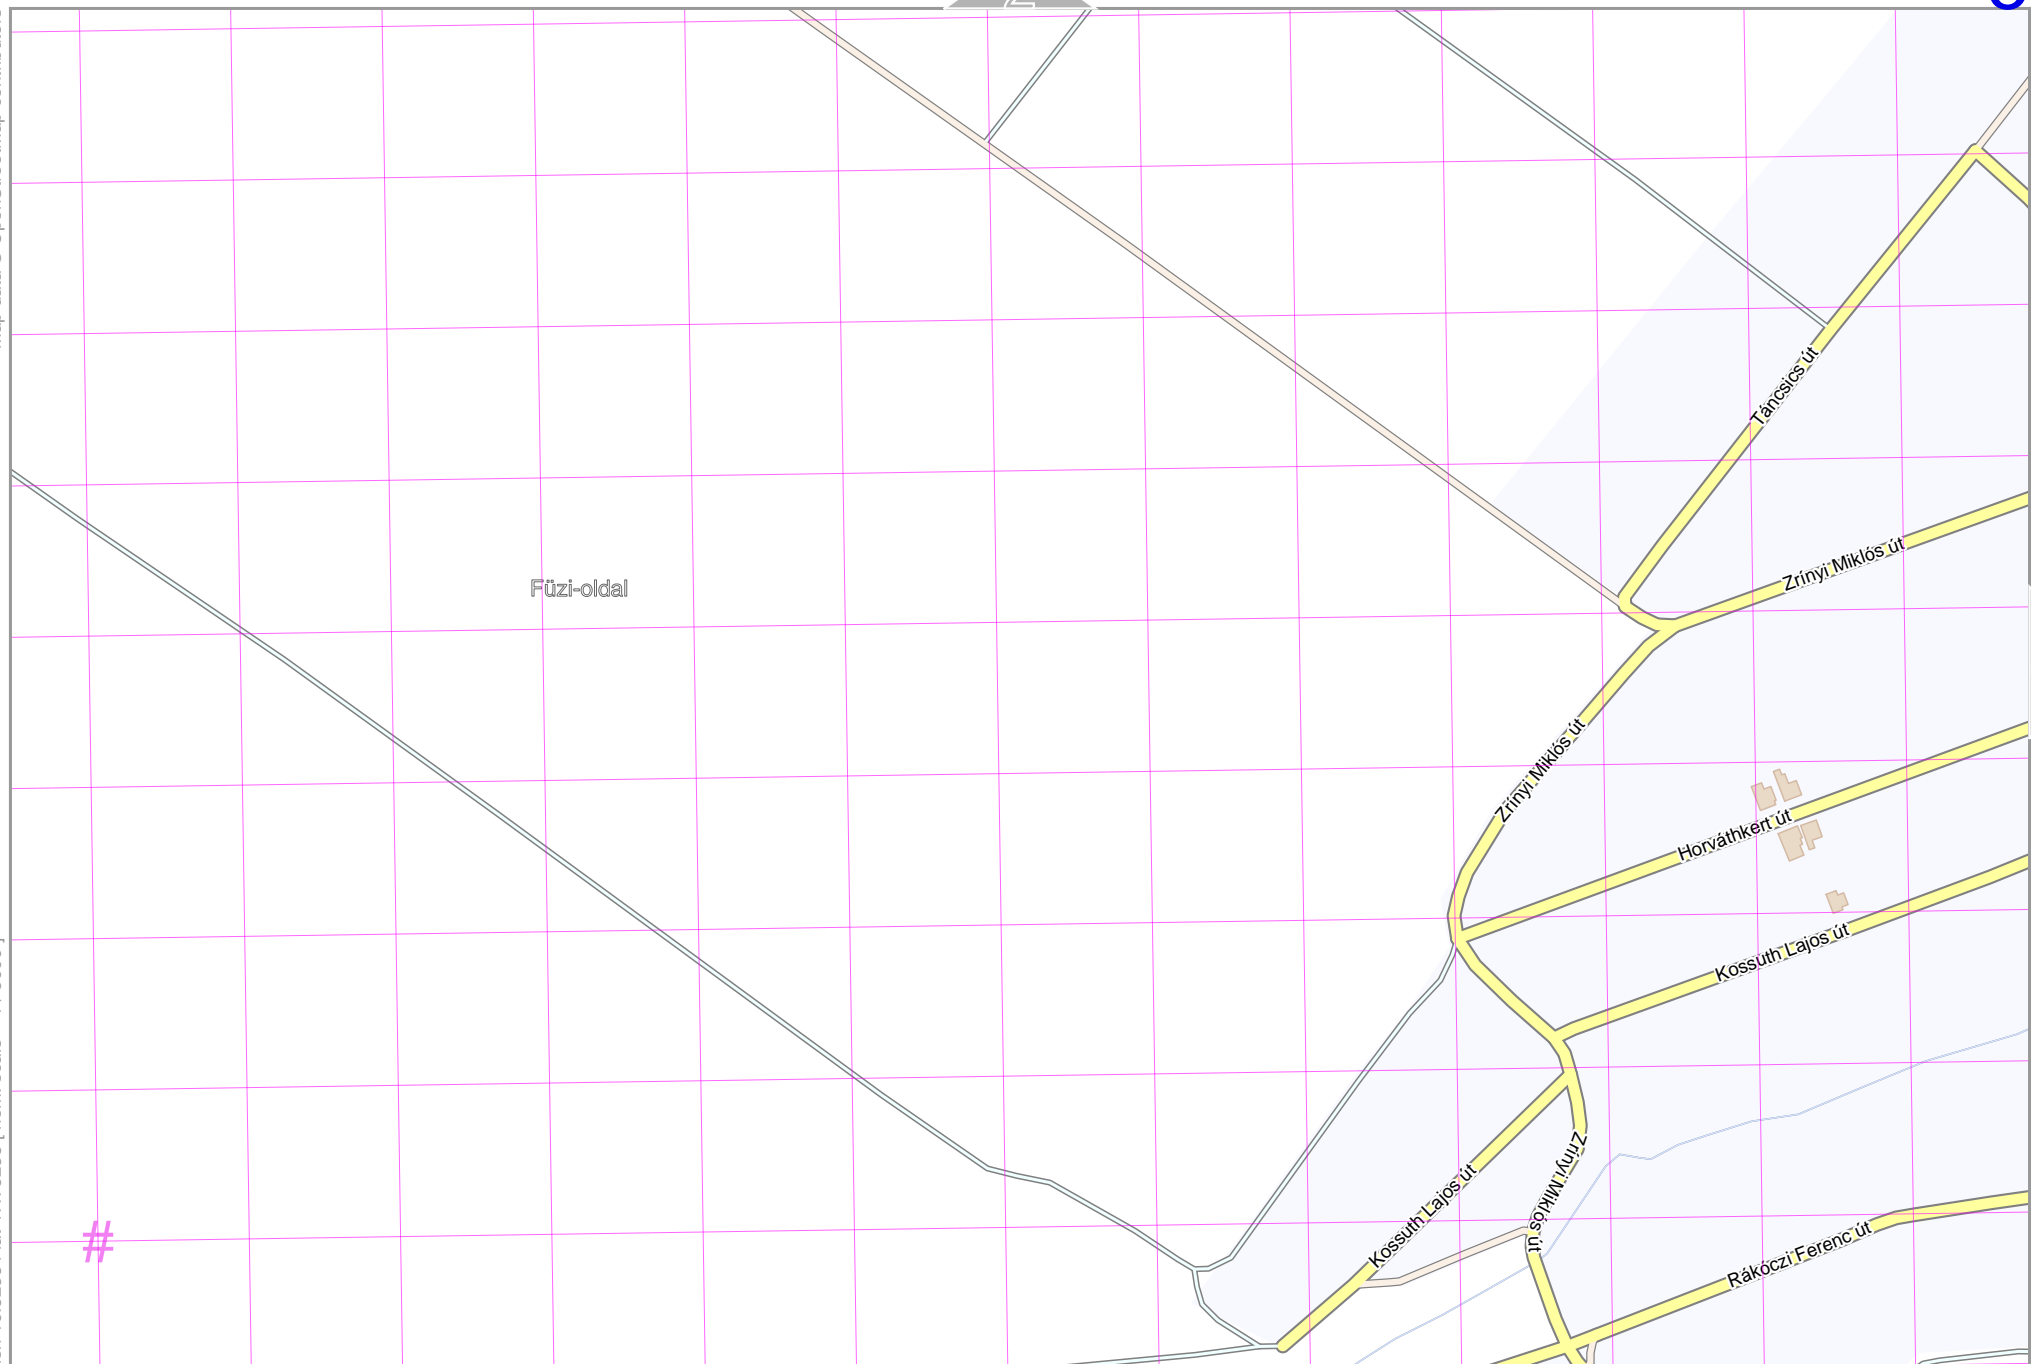 Táncsics út
Zrínyi Miklós út
Füzi-oldal
Zrínyi Miklós út
Horváthkert út
Kossuth Lajos út
Zrínyi Miklós út
Kossuth Lajos út
Rákóczi Ferenc út
#